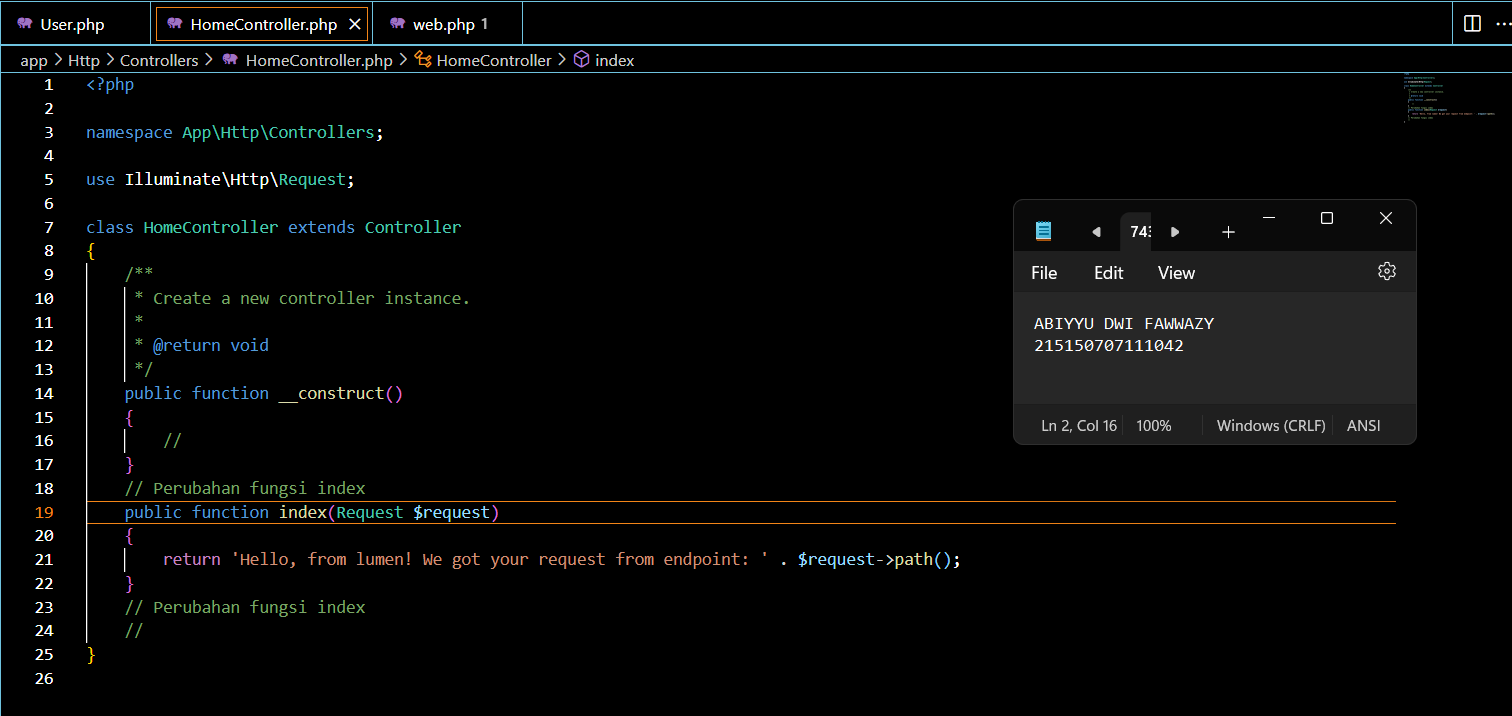 User.php
HomeController.php
web.php 1
app > Http > Controllers > HomeController.php > HomeController > index
1 <?php
2
3 namespace App\Http\Controllers;
4
5 use Illuminate\Http\Request;
6
7 class HomeController extends Controller
8 {
9     /**
10      * Create a new controller instance.
11      *
12      * @return void
13      */
14     public function __construct()
15     {
16         //
17     }
18     // Perubahan fungsi index
19     public function index(Request $request)
20     {
21         return 'Hello, from lumen! We got your request from endpoint: ' . $request->path();
22     }
23     // Perubahan fungsi index
24     //
25 }
26
File Edit View
ABIYYU DWI FAWWAZY
215150707111042
Ln 2, Col 16 100% Windows (CRLF) ANSI